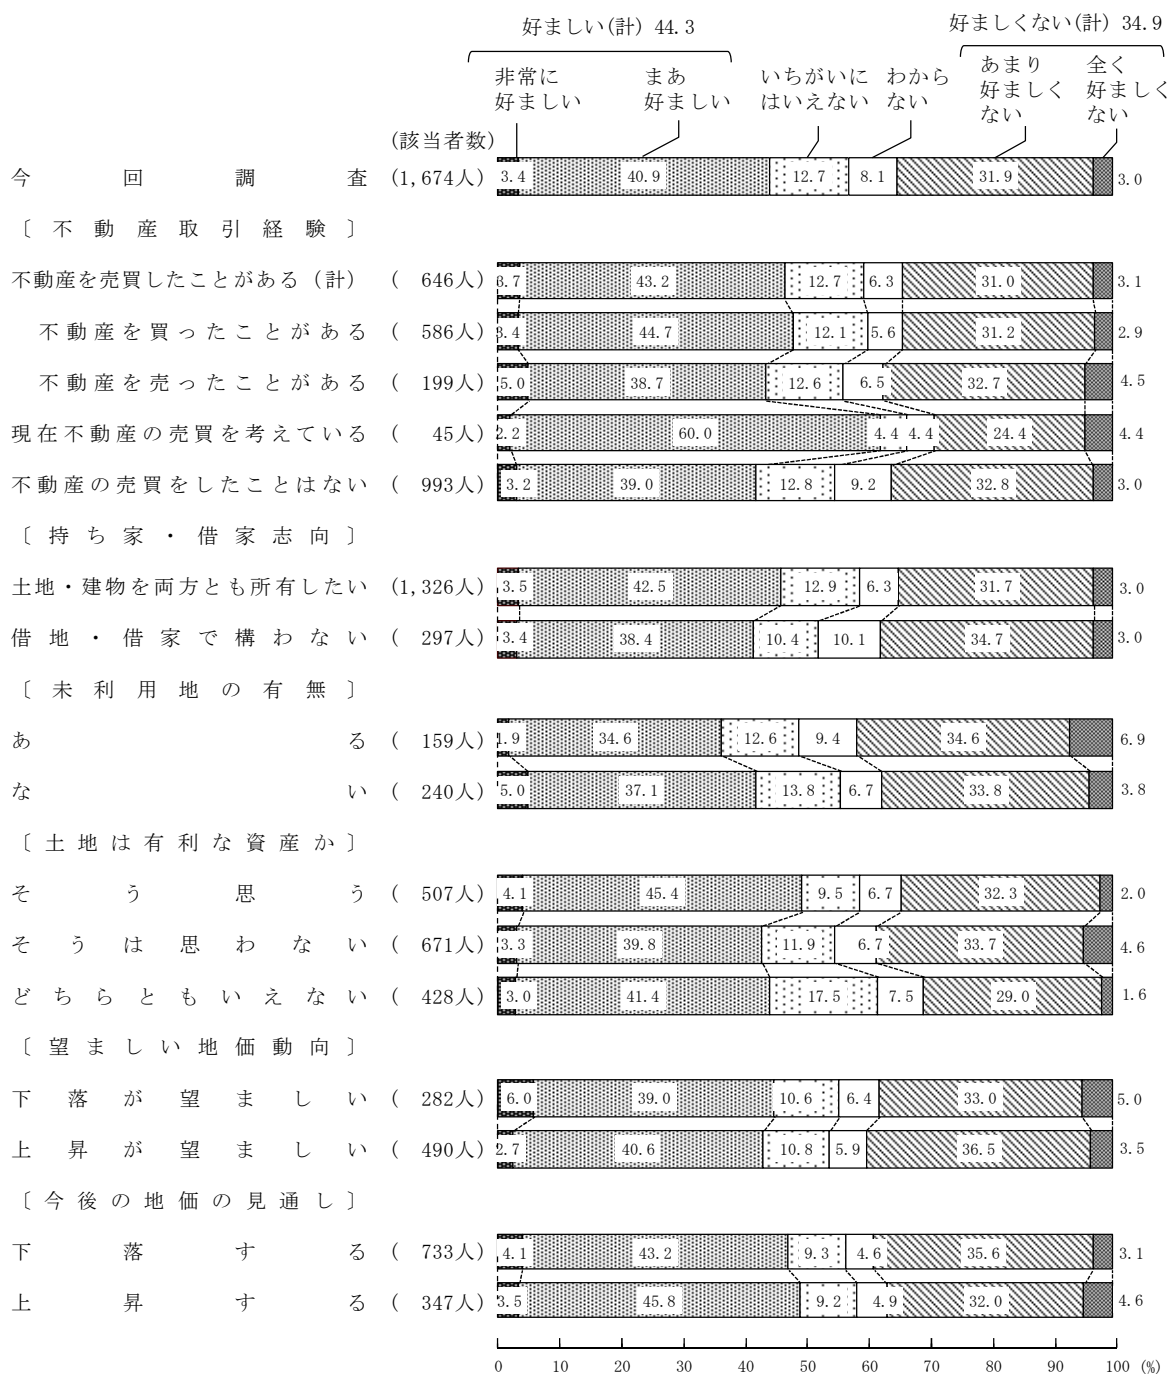 好ましい(計) 44.3
好ましくない(計) 34.9
非常に
好ましい
まあ
好ましい
いちがいに
はいえない
わから
ない
あまり
好ましく
ない
全く
好ましく
ない
(該当者数)
今回調査 (1,674人) 3.4 40.9 12.7 8.1 31.9 3.0
〔不動産取引経験〕
不動産を売買したことがある(計) ( 646人) 3.7 43.2 12.7 6.3 31.0 3.1
不動産を買ったことがある ( 586人) 3.4 44.7 12.1 5.6 31.2 2.9
不動産を売ったことがある ( 199人) 5.0 38.7 12.6 6.5 32.7 4.5
現在不動産の売買を考えている ( 45人) 2.2 60.0 4.4 4.4 24.4 4.4
不動産の売買をしたことはない ( 993人) 3.2 39.0 12.8 9.2 32.8 3.0
〔持ち家・借家志向〕
土地・建物を両方とも所有したい (1,326人) 3.5 42.5 12.9 6.3 31.7 3.0
借地・借家で構わない ( 297人) 3.4 38.4 10.4 10.1 34.7 3.0
〔未利用地の有無〕
ある ( 159人) 1.9 34.6 12.6 9.4 34.6 6.9
ない ( 240人) 5.0 37.1 13.8 6.7 33.8 3.8
〔土地は有利な資産か〕
そう思う ( 507人) 4.1 45.4 9.5 6.7 32.3 2.0
そうは思わない ( 671人) 3.3 39.8 11.9 6.7 33.7 4.6
どちらともいえない ( 428人) 3.0 41.4 17.5 7.5 29.0 1.6
〔望ましい地価動向〕
下落が望ましい ( 282人) 6.0 39.0 10.6 6.4 33.0 5.0
上昇が望ましい ( 490人) 2.7 40.6 10.8 5.9 36.5 3.5
〔今後の地価の見通し〕
下落する ( 733人) 4.1 43.2 9.3 4.6 35.6 3.1
上昇する ( 347人) 3.5 45.8 9.2 4.9 32.0 4.6
0 10 20 30 40 50 60 70 80 90 100 (%)